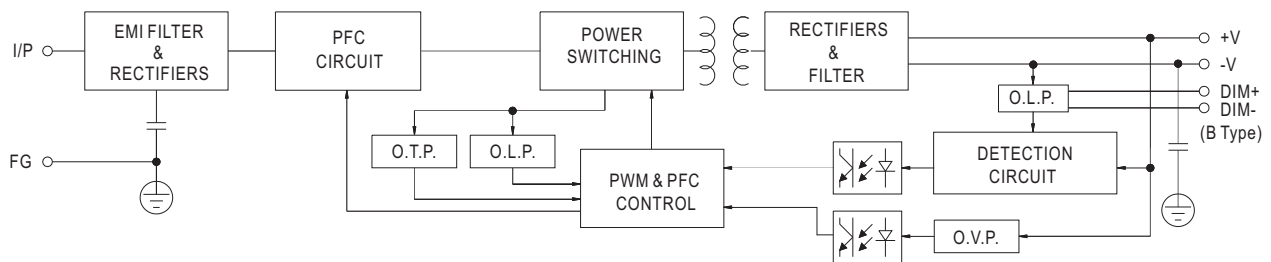 I/P
EMI FILTER
&
RECTIFIERS
PFC
CIRCUIT
POWER
SWITCHING
RECTIFIERS
&
FILTER
+V
-V
O.L.P.
DIM+
DIM-
(B Type)
O.T.P.
O.L.P.
FG
PWM & PFC
CONTROL
DETECTION
CIRCUIT
O.V.P.